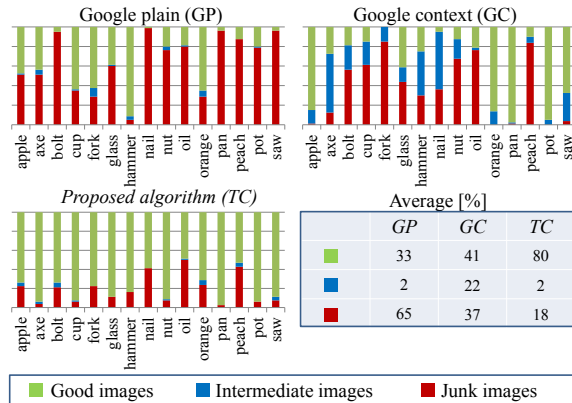 Google plain (GP)
Google context (GC)
apple
axe
bolt
cup
fork
glass
hammer
nail
nut
oil
orange
pan
peach
pot
saw
apple
axe
bolt
cup
fork
glass
hammer
nail
nut
oil
orange
pan
peach
pot
saw
Proposed algorithm (TC)
apple
axe
bolt
cup
fork
glass
hammer
nail
nut
oil
orange
pan
peach
pot
saw
Average [%]
GP GC TC
33 41 80
2 22 2
65 37 18
Good images Intermediate images Junk images